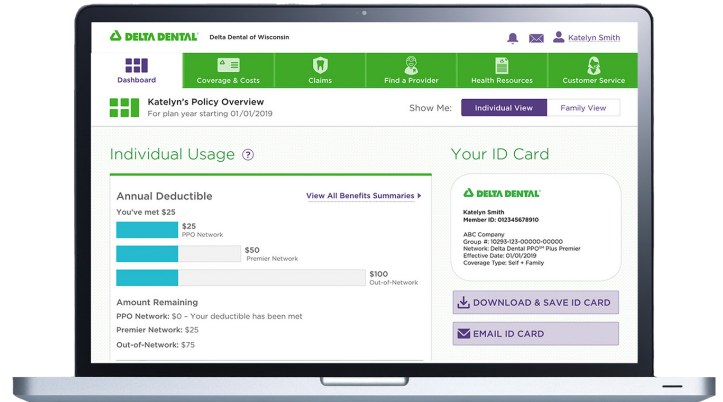 DELTA DENTAL Delta Dental of Wisconsin
Katelyn Smith
Dashboard Coverage & Costs Claims Find a Provider Health Resources Customer Service
Katelyn's Policy Overview
For plan year starting 01/01/2019
Show Me: Individual View Family View
Individual Usage ?
Annual Deductible View All Benefits Summaries
You've met $25
$25
PPO Network
$50
Premier Network
$100
Out-of-Network
Amount Remaining
PPO Network: $0 – Your deductible has been met
Premier Network: $25
Out-of-Network: $75
Your ID Card
DELTA DENTAL
Katelyn Smith
Member ID: 012345678910
ABC Company
Group #: 10293-123-00000-00000
Network: Delta Dental PPO℠ Plus Premier
Effective Date: 01/01/2019
Coverage Type: Self + Family
DOWNLOAD & SAVE ID CARD
EMAIL ID CARD